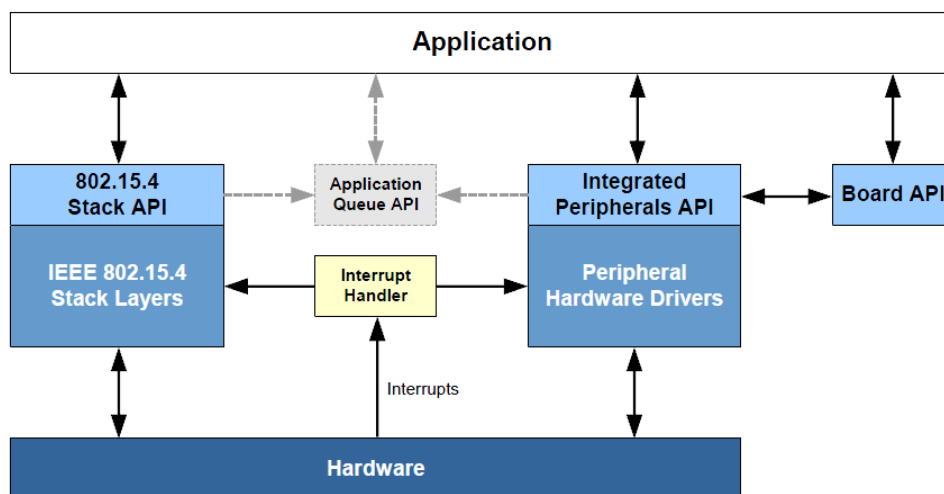 Application
802.15.4
Stack API
Application
Queue API
Integrated
Peripherals API
Board API
IEEE 802.15.4
Stack Layers
Interrupt
Handler
Peripheral
Hardware Drivers
Interrupts
Hardware